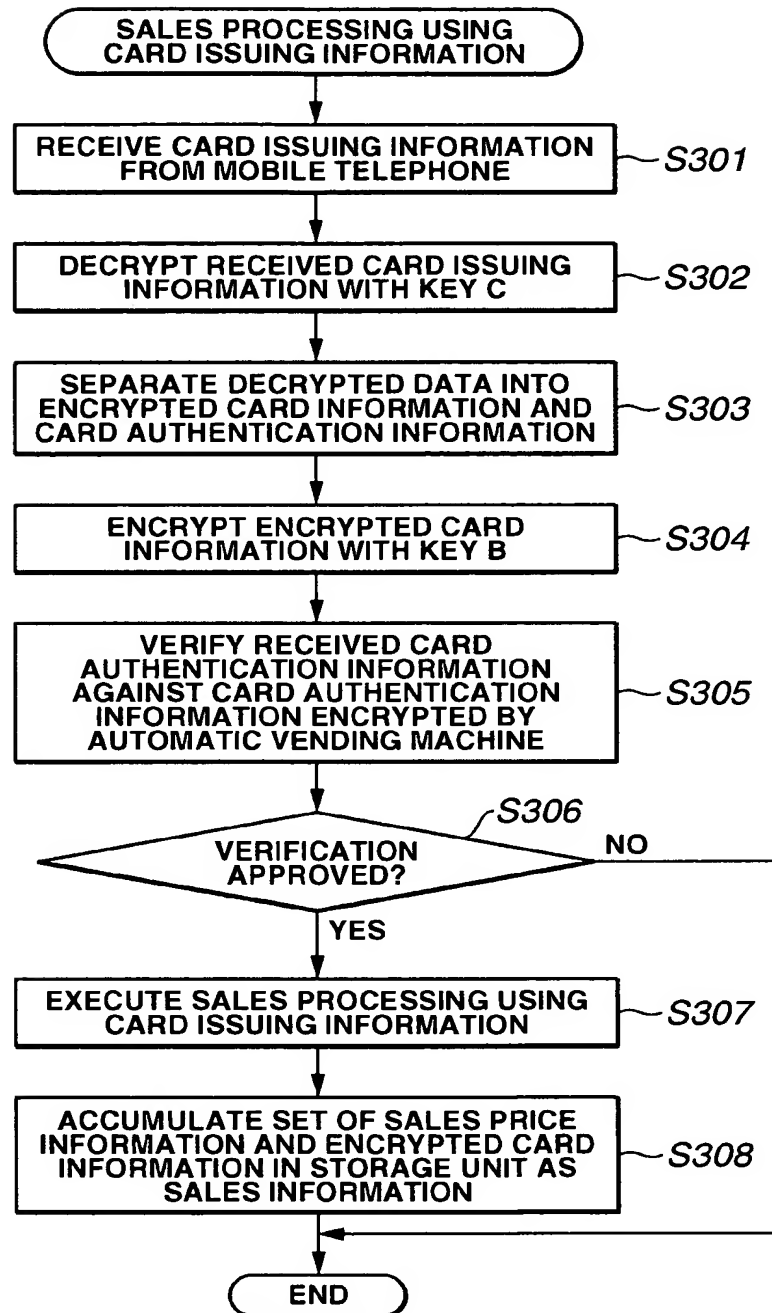 SALES PROCESSING USING
CARD ISSUING INFORMATION
RECEIVE CARD ISSUING INFORMATION
FROM MOBILE TELEPHONE
S301
DECRYPT RECEIVED CARD ISSUING
INFORMATION WITH KEY C
S302
SEPARATE DECRYPTED DATA INTO
ENCRYPTED CARD INFORMATION AND
CARD AUTHENTICATION INFORMATION
S303
ENCRYPT ENCRYPTED CARD
INFORMATION WITH KEY B
S304
VERIFY RECEIVED CARD
AUTHENTICATION INFORMATION
AGAINST CARD AUTHENTICATION
INFORMATION ENCRYPTED BY
AUTOMATIC VENDING MACHINE
S305
S306
VERIFICATION
APPROVED?
NO
YES
EXECUTE SALES PROCESSING USING
CARD ISSUING INFORMATION
S307
ACCUMULATE SET OF SALES PRICE
INFORMATION AND ENCRYPTED CARD
INFORMATION IN STORAGE UNIT AS
SALES INFORMATION
S308
END